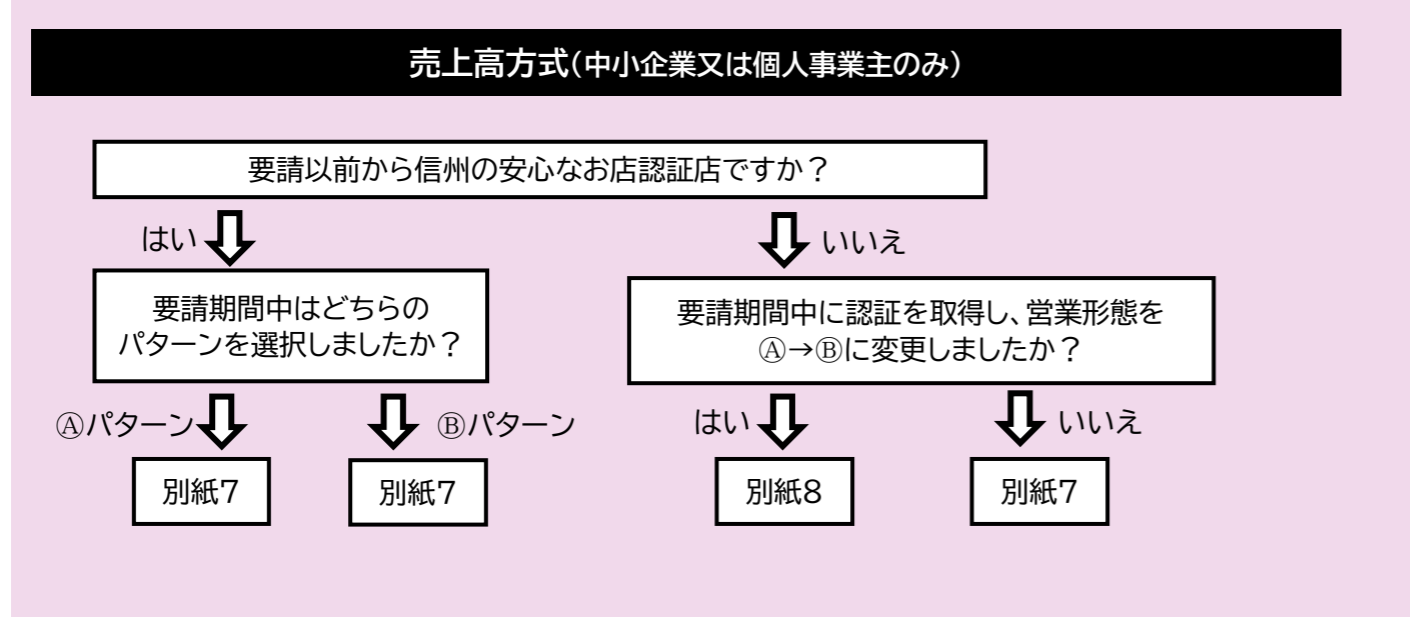 売上高方式(中小企業又は個人事業主のみ)
要請以前から信州の安心なお店認証店ですか?
はい
いいえ
要請期間中はどちらの
パターンを選択しましたか?
要請期間中に認証を取得し、営業形態を
Ⓐ→Ⓑに変更しましたか?
Ⓐパターン
Ⓑパターン
はい
いいえ
別紙7
別紙7
別紙8
別紙7